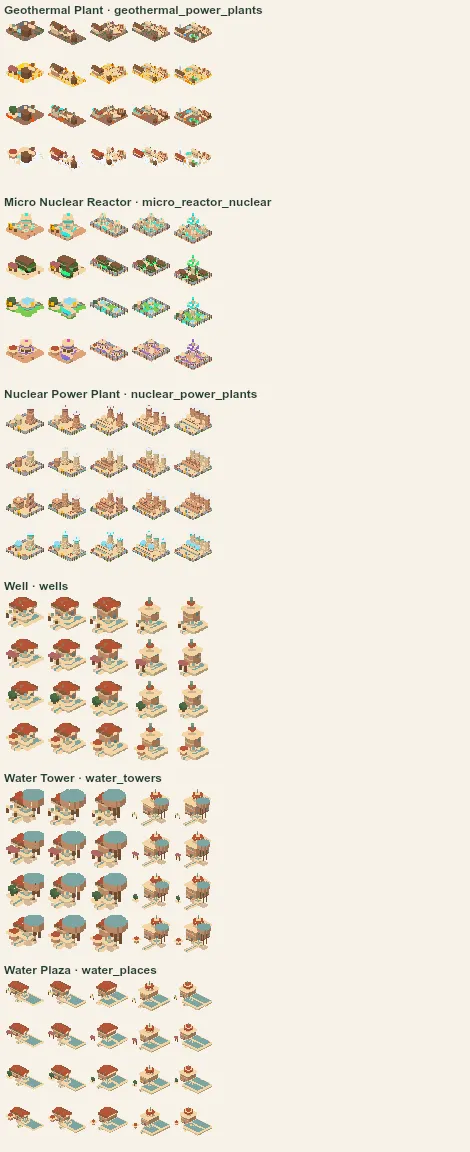 Geothermal Plant · geothermal_power_plants
Micro Nuclear Reactor · micro_reactor_nuclear
Nuclear Power Plant · nuclear_power_plants
Well · wells
Water Tower · water_towers
Water Plaza · water_places